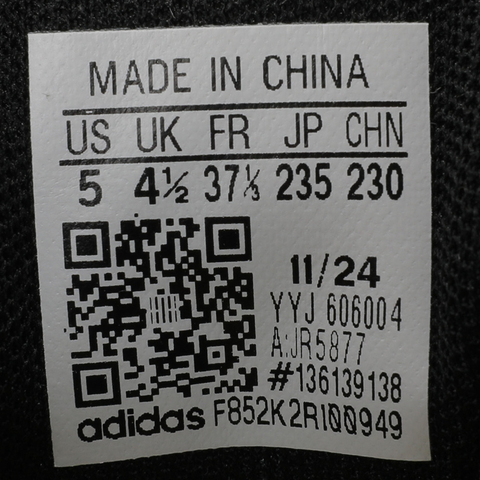 MADE IN CHINA
US UK FR JP CHN
5 4½ 37⅓ 235 230
11/24
YYJ 606004
A:JR5877
#136139138
adidas F852K2RI00949